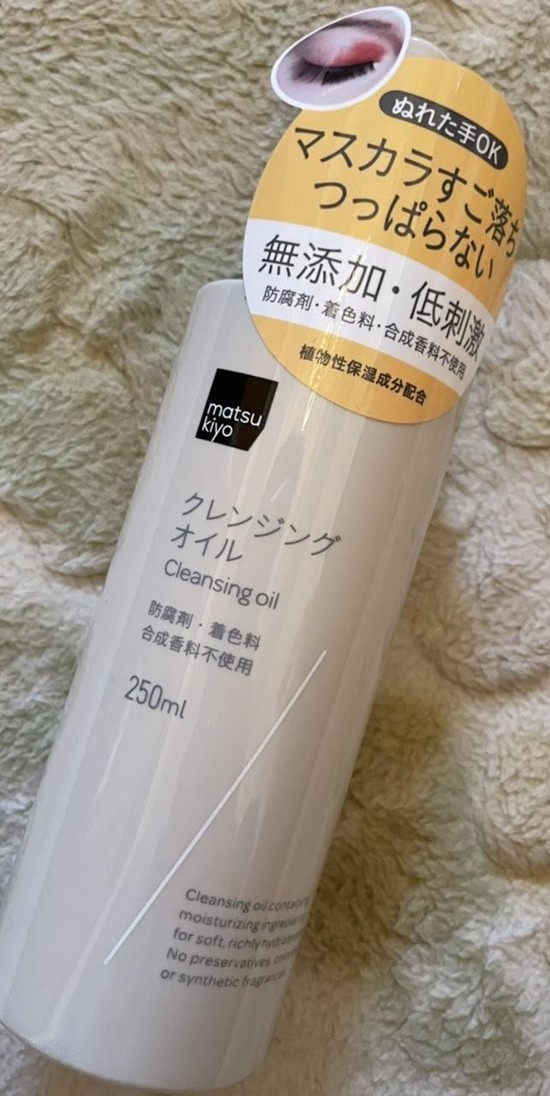 ぬれた手OK
マスカラすご落ち
つっぱらない
無添加・低刺激
防腐剤・着色料・合成香料不使用
植物性保湿成分配合
matsu
kiyo
クレンジング
オイル
Cleansing oil
防腐剤・着色料
合成香料不使用
250ml
Cleansing oil containing
moisturizing
for soft, richly
No preservatives,
or synthetic